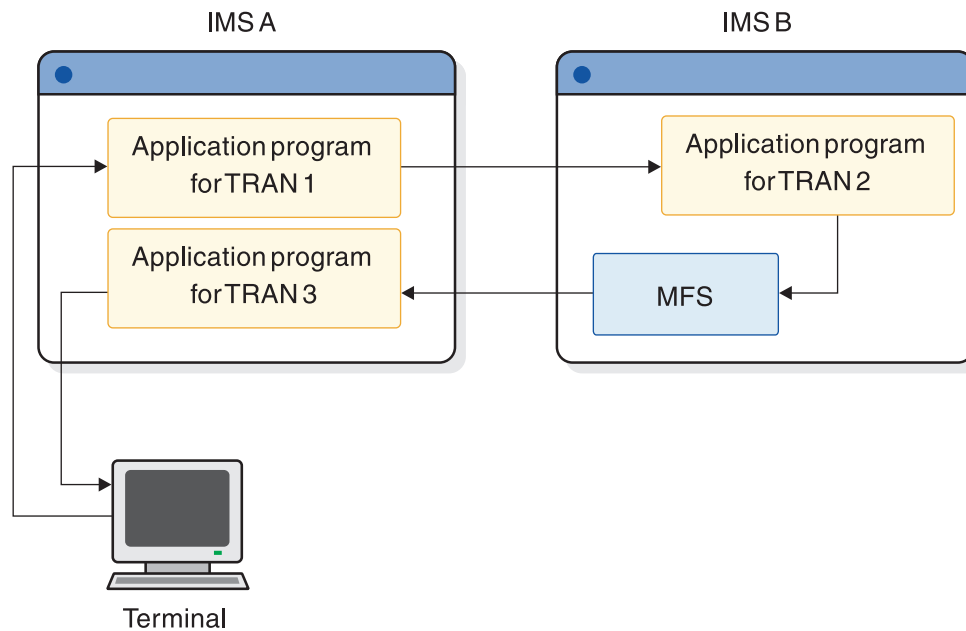 IMS A
IMS B
Application program
for TRAN 1
Application program
for TRAN 2
Application program
for TRAN 3
MFS
Terminal